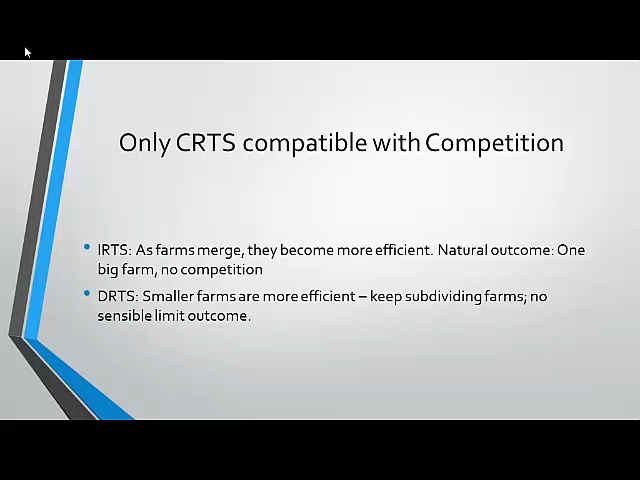 Only CRTS compatible with Competition
• IRTS: As farms merge, they become more efficient. Natural outcome: One
big farm, no competition
• DRTS: Smaller farms are more efficient – keep subdividing farms; no
sensible limit outcome.